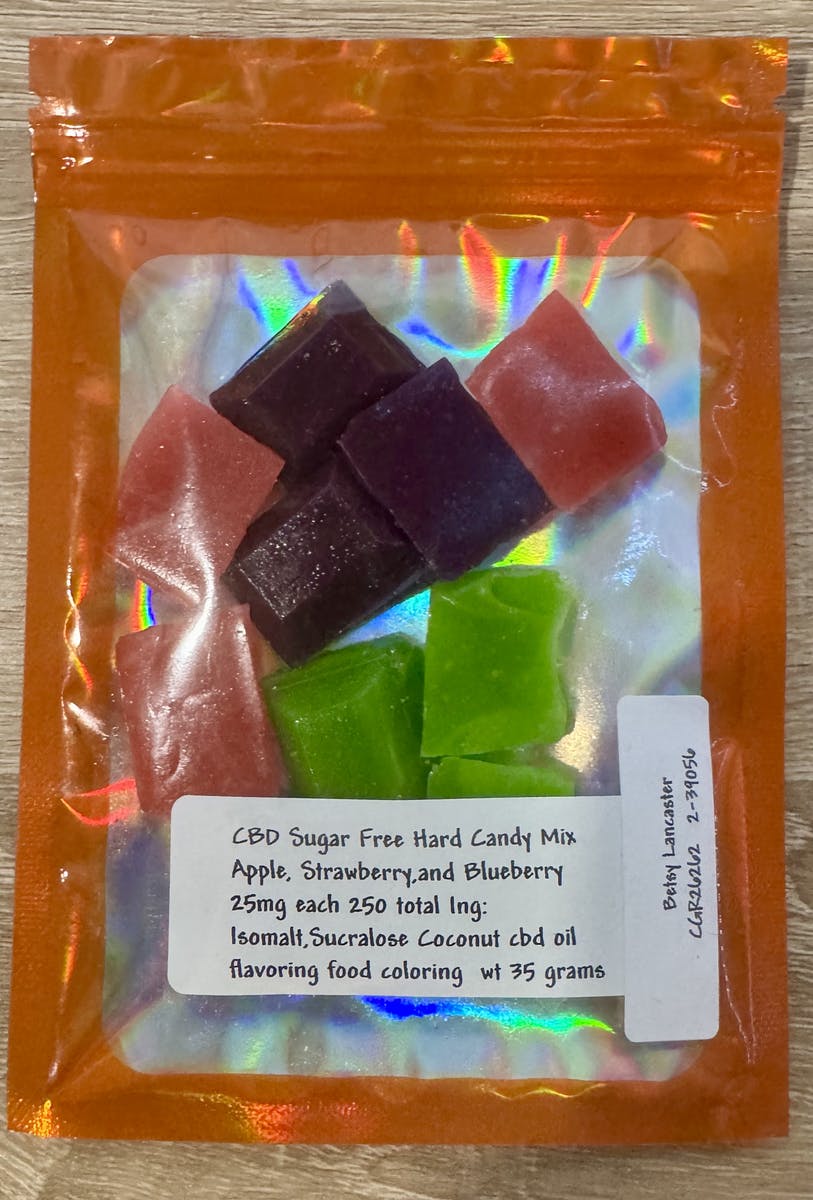 CBD Sugar Free Hard Candy Mix
Apple, Strawberry,and Blueberry
25mg each 250 total Ing:
Isomalt,Sucralose Coconut cbd oil
flavoring food coloring wt 35 grams
Betsy Lancaster
CGR26262 2-39056